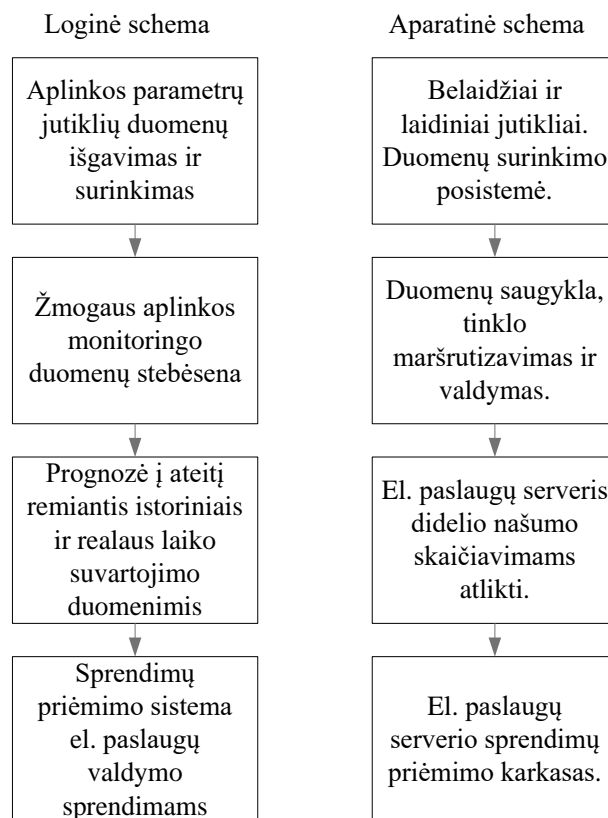 Loginė schema
Aplinkos parametrų
jutiklių duomenų
išgavimas ir
surinkimas
Žmogaus aplinkos
monitoringo
duomenų stebėsena
Prognozė į ateitį
remiantis istoriniais
ir realaus laiko
suvartojimo
duomenimis
Sprendimų
priėmimo sistema
el. paslaugų
valdymo
sprendimams
Aparatinė schema
Belaidžiai ir
laidiniai jutikliai.
Duomenų surinkimo
posistemė.
Duomenų saugykla,
tinklo
maršrutizavimas ir
valdymas.
El. paslaugų serveris
didelio našumo
skaičiavimams
atlikti.
El. paslaugų
serverio sprendimų
priėmimo karkasas.